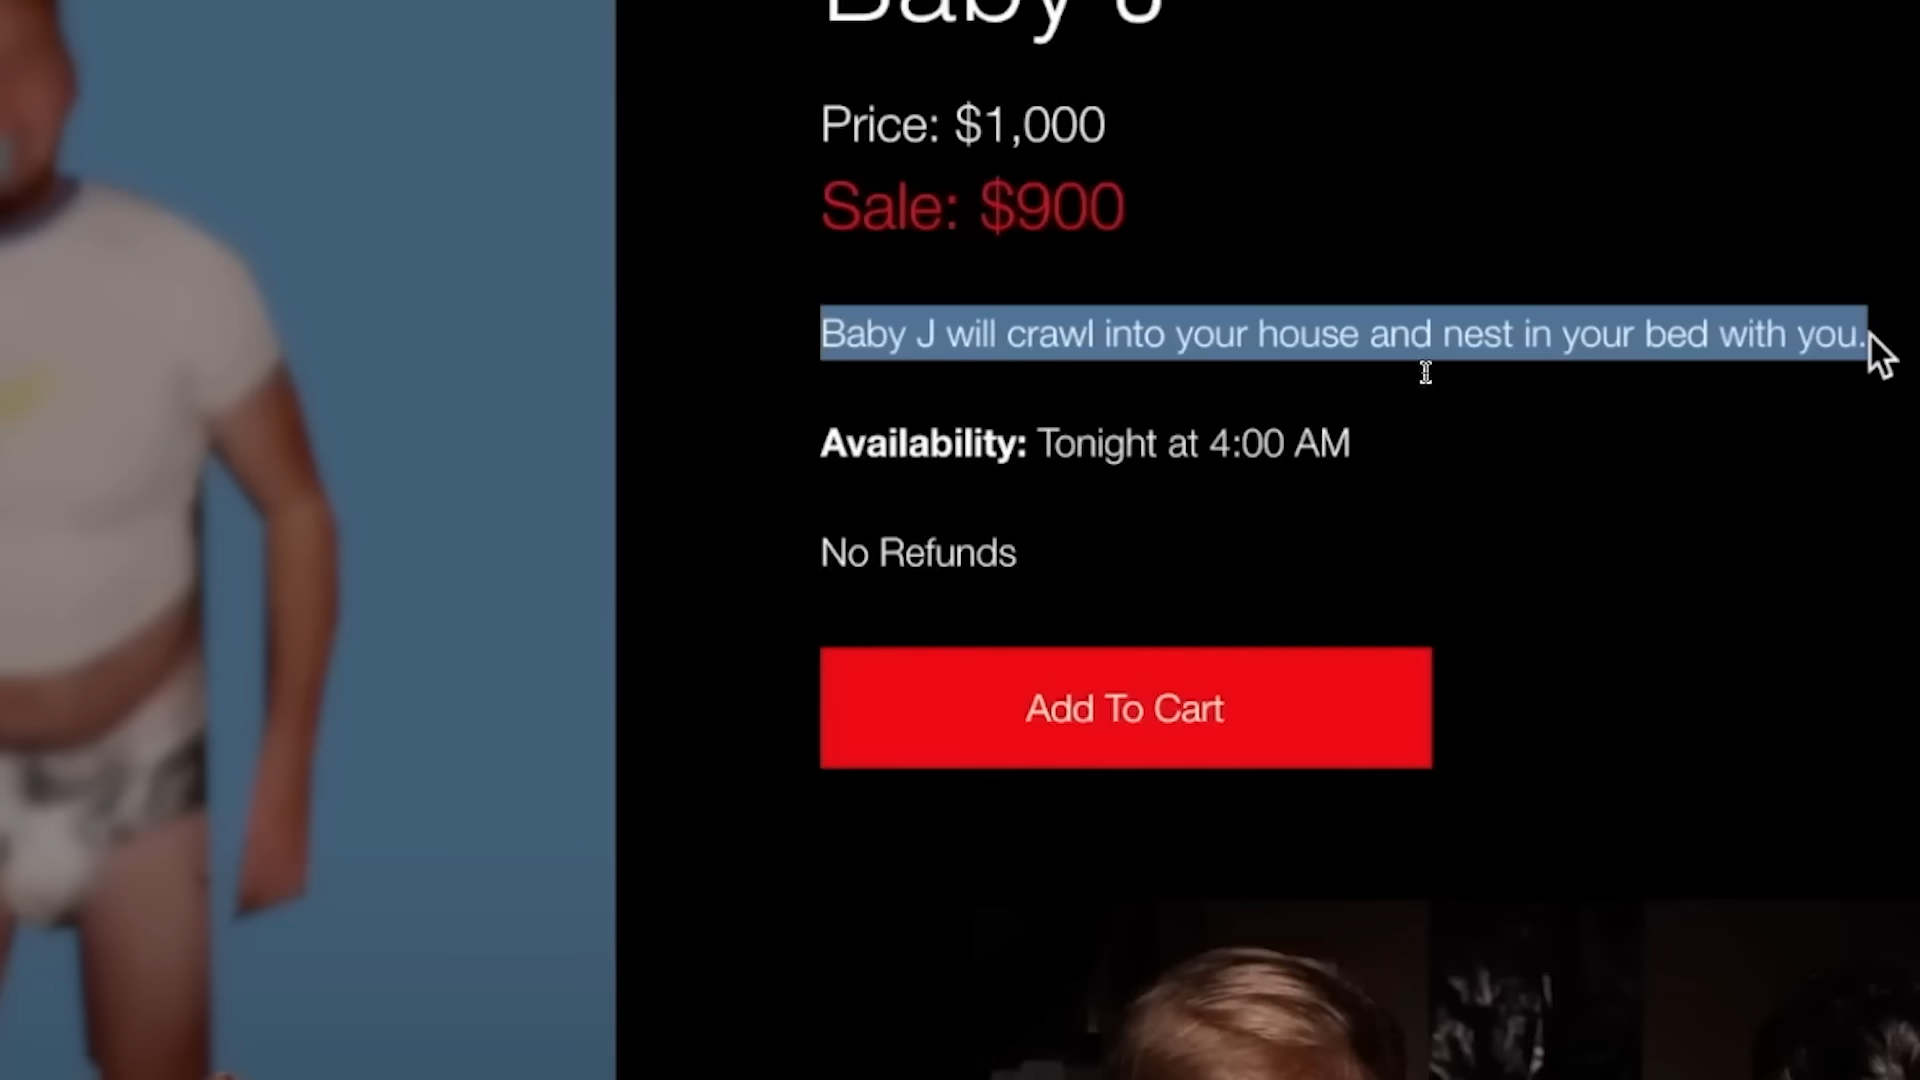 Baby J
Price: $1,000
Sale: $900
Baby J will crawl into your house and nest in your bed with you.
Availability: Tonight at 4:00 AM
No Refunds
Add To Cart